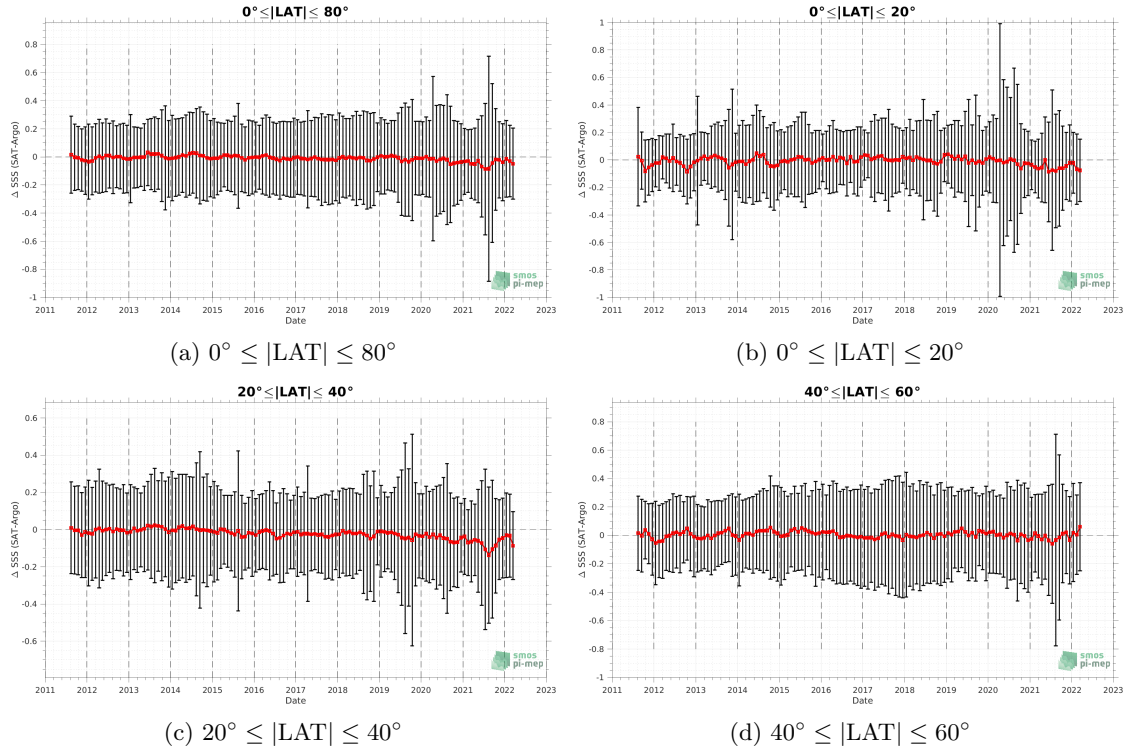 0°≤|LAT|≤ 80°
0.8
0.6
0.4
0.2
0
-0.2
-0.4
-0.6
-0.8
-1
Δ SSS (SAT-Argo)
2011 2012 2013 2014 2015 2016 2017 2018 2019 2020 2021 2022 2023
Date
smos
pi-mep
(a) 0° ≤ |LAT| ≤ 80°
0°≤|LAT|≤ 20°
1
0.8
0.6
0.4
0.2
0
-0.2
-0.4
-0.6
-0.8
-1
Δ SSS (SAT-Argo)
2011 2012 2013 2014 2015 2016 2017 2018 2019 2020 2021 2022 2023
Date
smos
pi-mep
(b) 0° ≤ |LAT| ≤ 20°
20°≤|LAT|≤ 40°
0.6
0.4
0.2
0
-0.2
-0.4
-0.6
Δ SSS (SAT-Argo)
2011 2012 2013 2014 2015 2016 2017 2018 2019 2020 2021 2022 2023
Date
smos
pi-mep
(c) 20° ≤ |LAT| ≤ 40°
40°≤|LAT|≤ 60°
0.8
0.6
0.4
0.2
0
-0.2
-0.4
-0.6
-0.8
-1
Δ SSS (SAT-Argo)
2011 2012 2013 2014 2015 2016 2017 2018 2019 2020 2021 2022 2023
Date
smos
pi-mep
(d) 40° ≤ |LAT| ≤ 60°